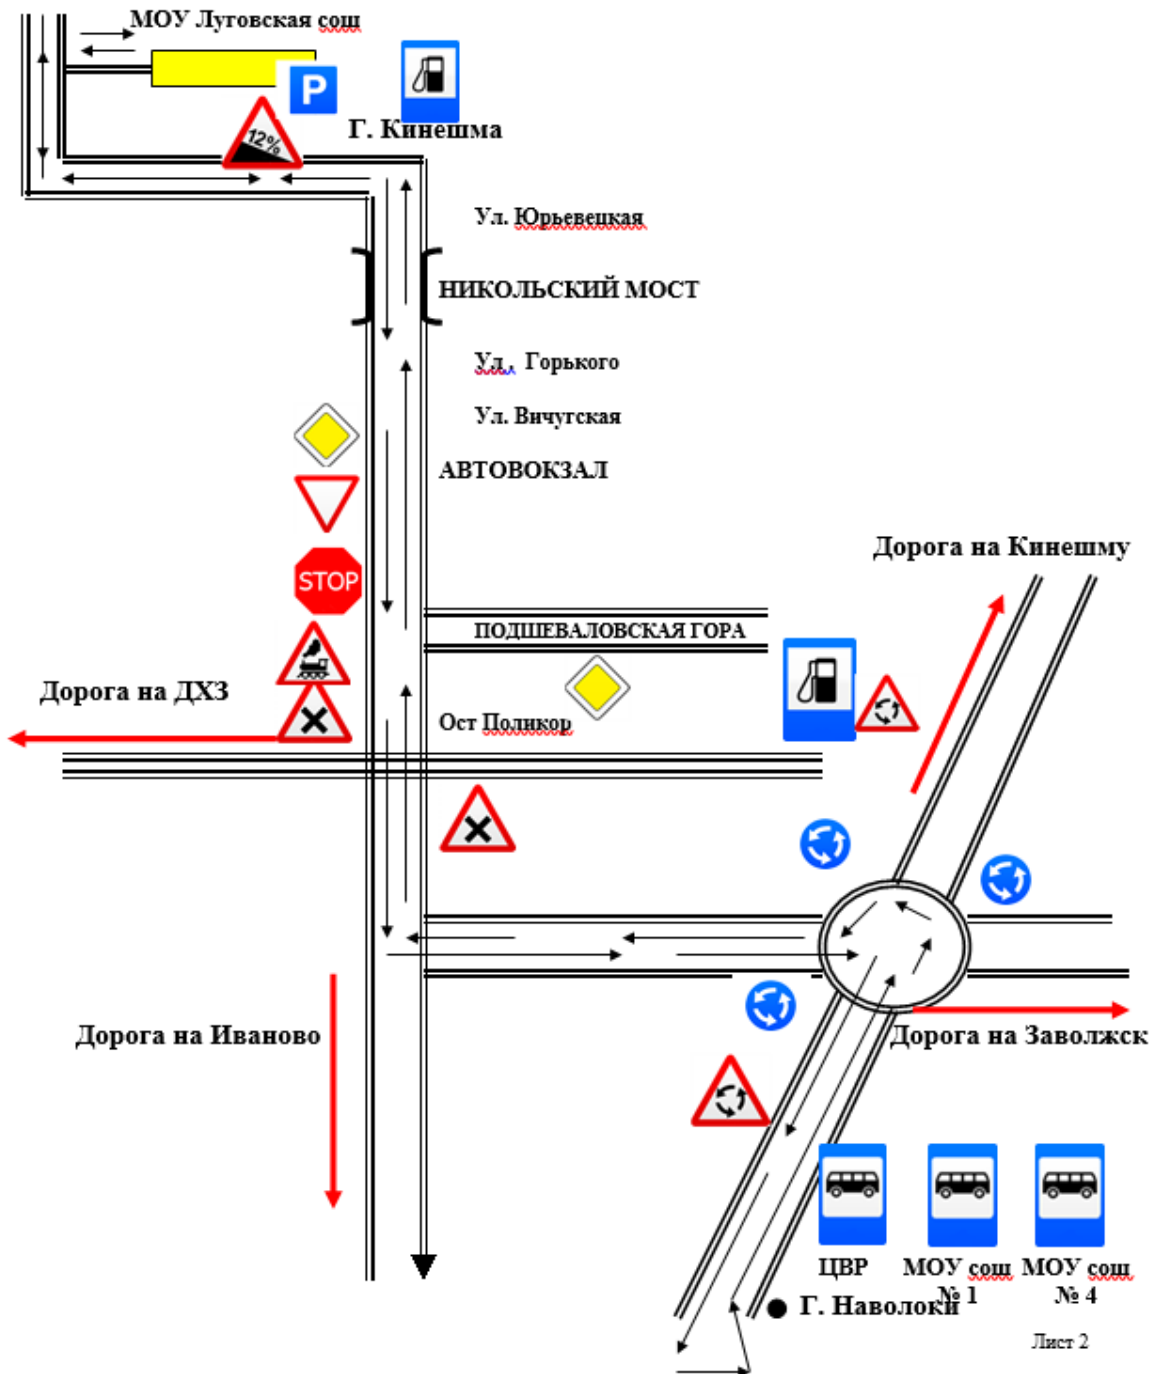 МОУ Луговская сош
P
12%
Г. Кинешма
Ул. Юрьевецкая
НИКОЛЬСКИЙ МОСТ
Ул. Горького
Ул. Вичугская
АВТОВОКЗАЛ
Дорога на Кинешму
STOP
ПОДШЕВАЛОВСКАЯ ГОРА
Дорога на ДХЗ
Ост Поликор
Дорога на Иваново
Дорога на Заволжск
ЦВР
МОУ сош
№ 1
МОУ сош
№ 4
Г. Наволоки
Лист 2